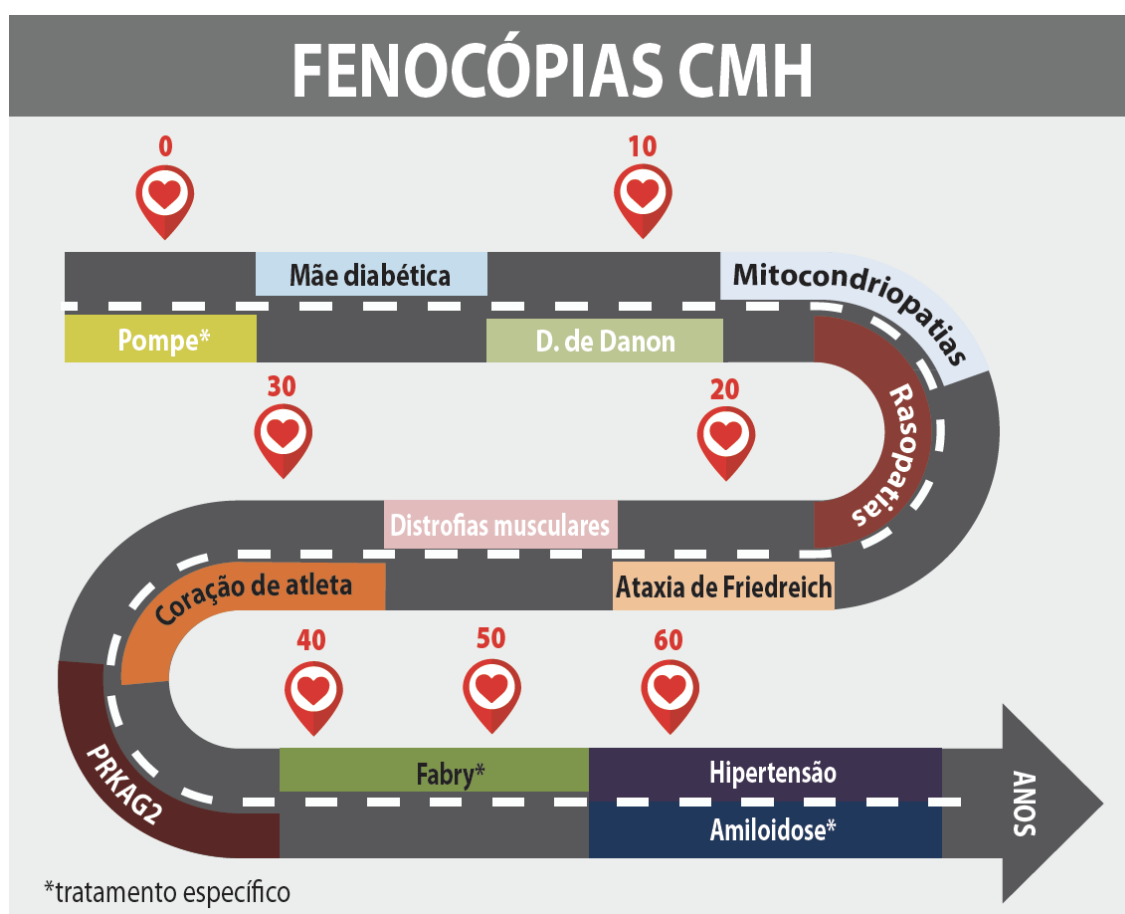 FENOCÓPIAS CMH
0
10
Mãe diabética
Mitocondriopatias
Pompe*
D. de Danon
Rasopatias
30
20
Distrofias musculares
Coração de atleta
Ataxia de Friedreich
40
50
60
PRKAG2
Fabry*
Hipertensão
Amiloidose*
ANOS
*tratamento específico